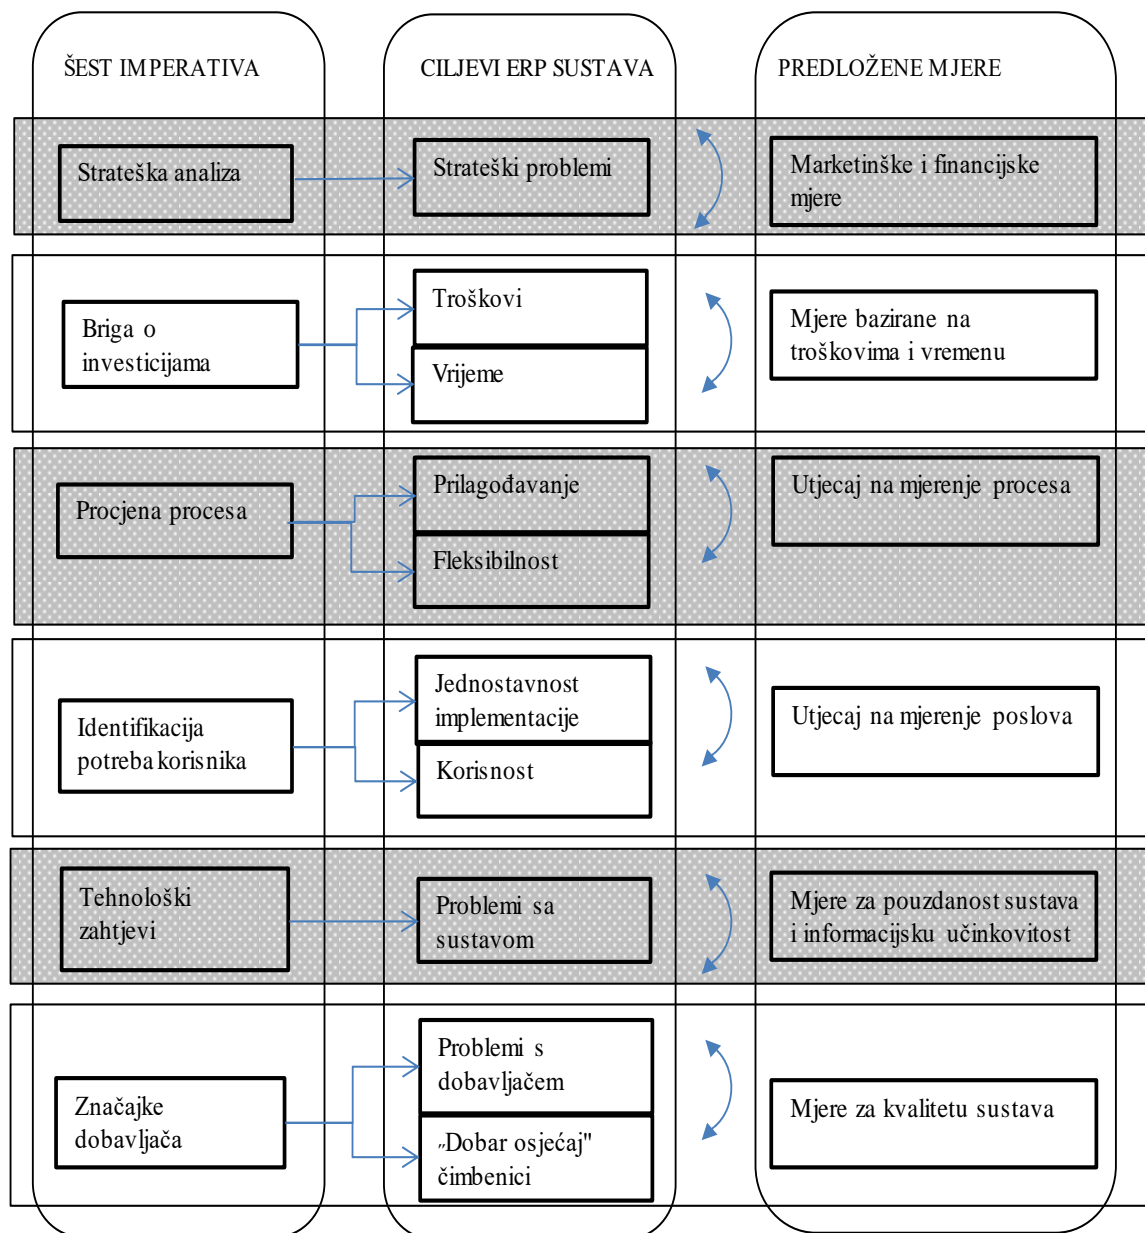 ŠEST IMPERATIVA
CILJEVI ERP SUSTAVA
PREDLOŽENE MJERE
Strateška analiza
Strateški problemi
Marketinške i financijske
mjere
Briga o
investicijama
Troškovi
Vrijeme
Mjere bazirane na
troškovima i vremenu
Procjena procesa
Prilagođavanje
Fleksibilnost
Utjecaj na mjerenje procesa
Identifikacija
potreba korisnika
Jednostavnost
implementacije
Korisnost
Utjecaj na mjerenje poslova
Tehnološki
zahtjevi
Problemi sa
sustavom
Mjere za pouzdanost sustava
i informacijsku učinkovitost
Značajke
dobavljača
Problemi s
dobavljačem
„Dobar osjećaj"
čimbenici
Mjere za kvalitetu sustava